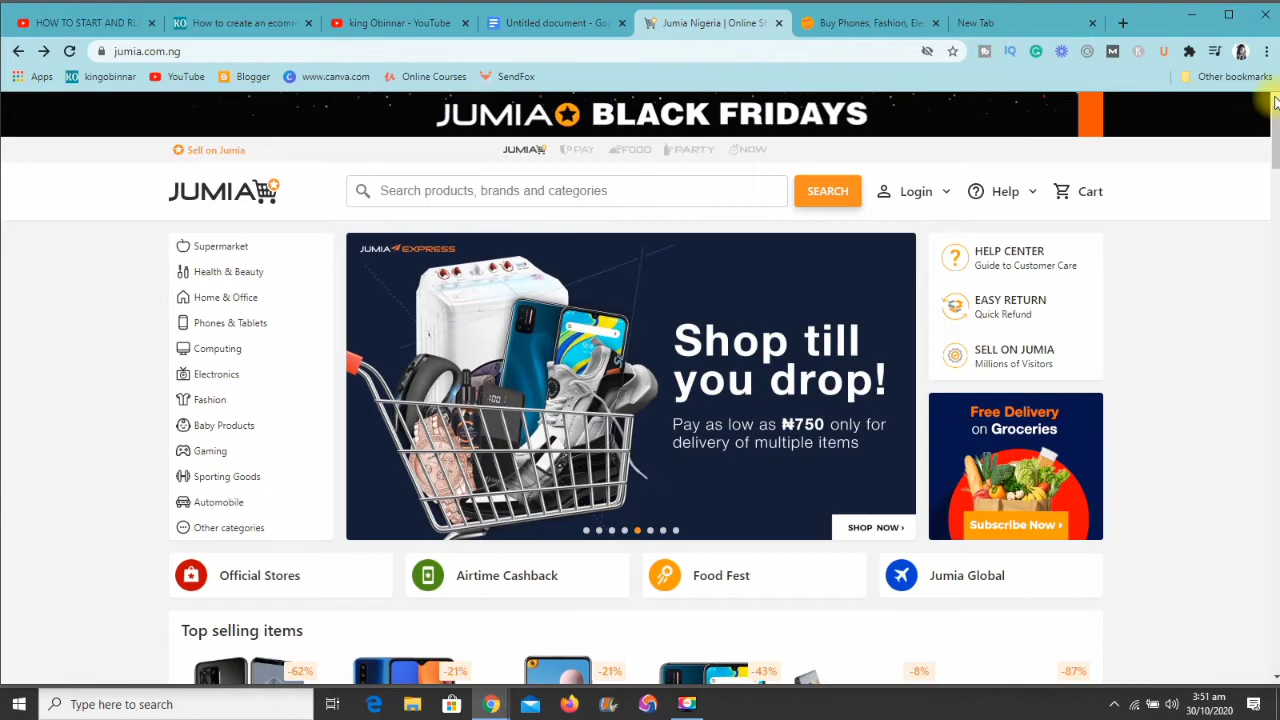 HOW TO START AND RU
How to create an ecomm
king Obinnar - YouTube
Untitled document - Goo
Jumia Nigeria | Online Sh
Buy Phones, Fashion, Ele
New Tab
jumia.com.ng
Apps
kingobinnar
YouTube
Blogger
www.canva.com
Online Courses
SendFox
Other bookmarks
JUMIA BLACK FRIDAYS
Sell on Jumia
JUMIA
PAY
FOOD
PARTY
NOW
JUMIA
Search products, brands and categories
SEARCH
Login
Help
Cart
Supermarket
Health & Beauty
Home & Office
Phones & Tablets
Computing
Electronics
Fashion
Baby Products
Gaming
Sporting Goods
Automobile
Other categories
JUMIA EXPRESS
Shop till
you drop!
Pay as low as ₦750 only for
delivery of multiple items
SHOP NOW ›
HELP CENTER
Guide to Customer Care
EASY RETURN
Quick Refund
SELL ON JUMIA
Millions of Visitors
Free Delivery
on Groceries
Subscribe Now ›
Official Stores
Airtime Cashback
Food Fest
Jumia Global
Top selling items
-62%
-21%
-21%
-43%
-8%
-87%
Type here to search
3:51 am
30/10/2020